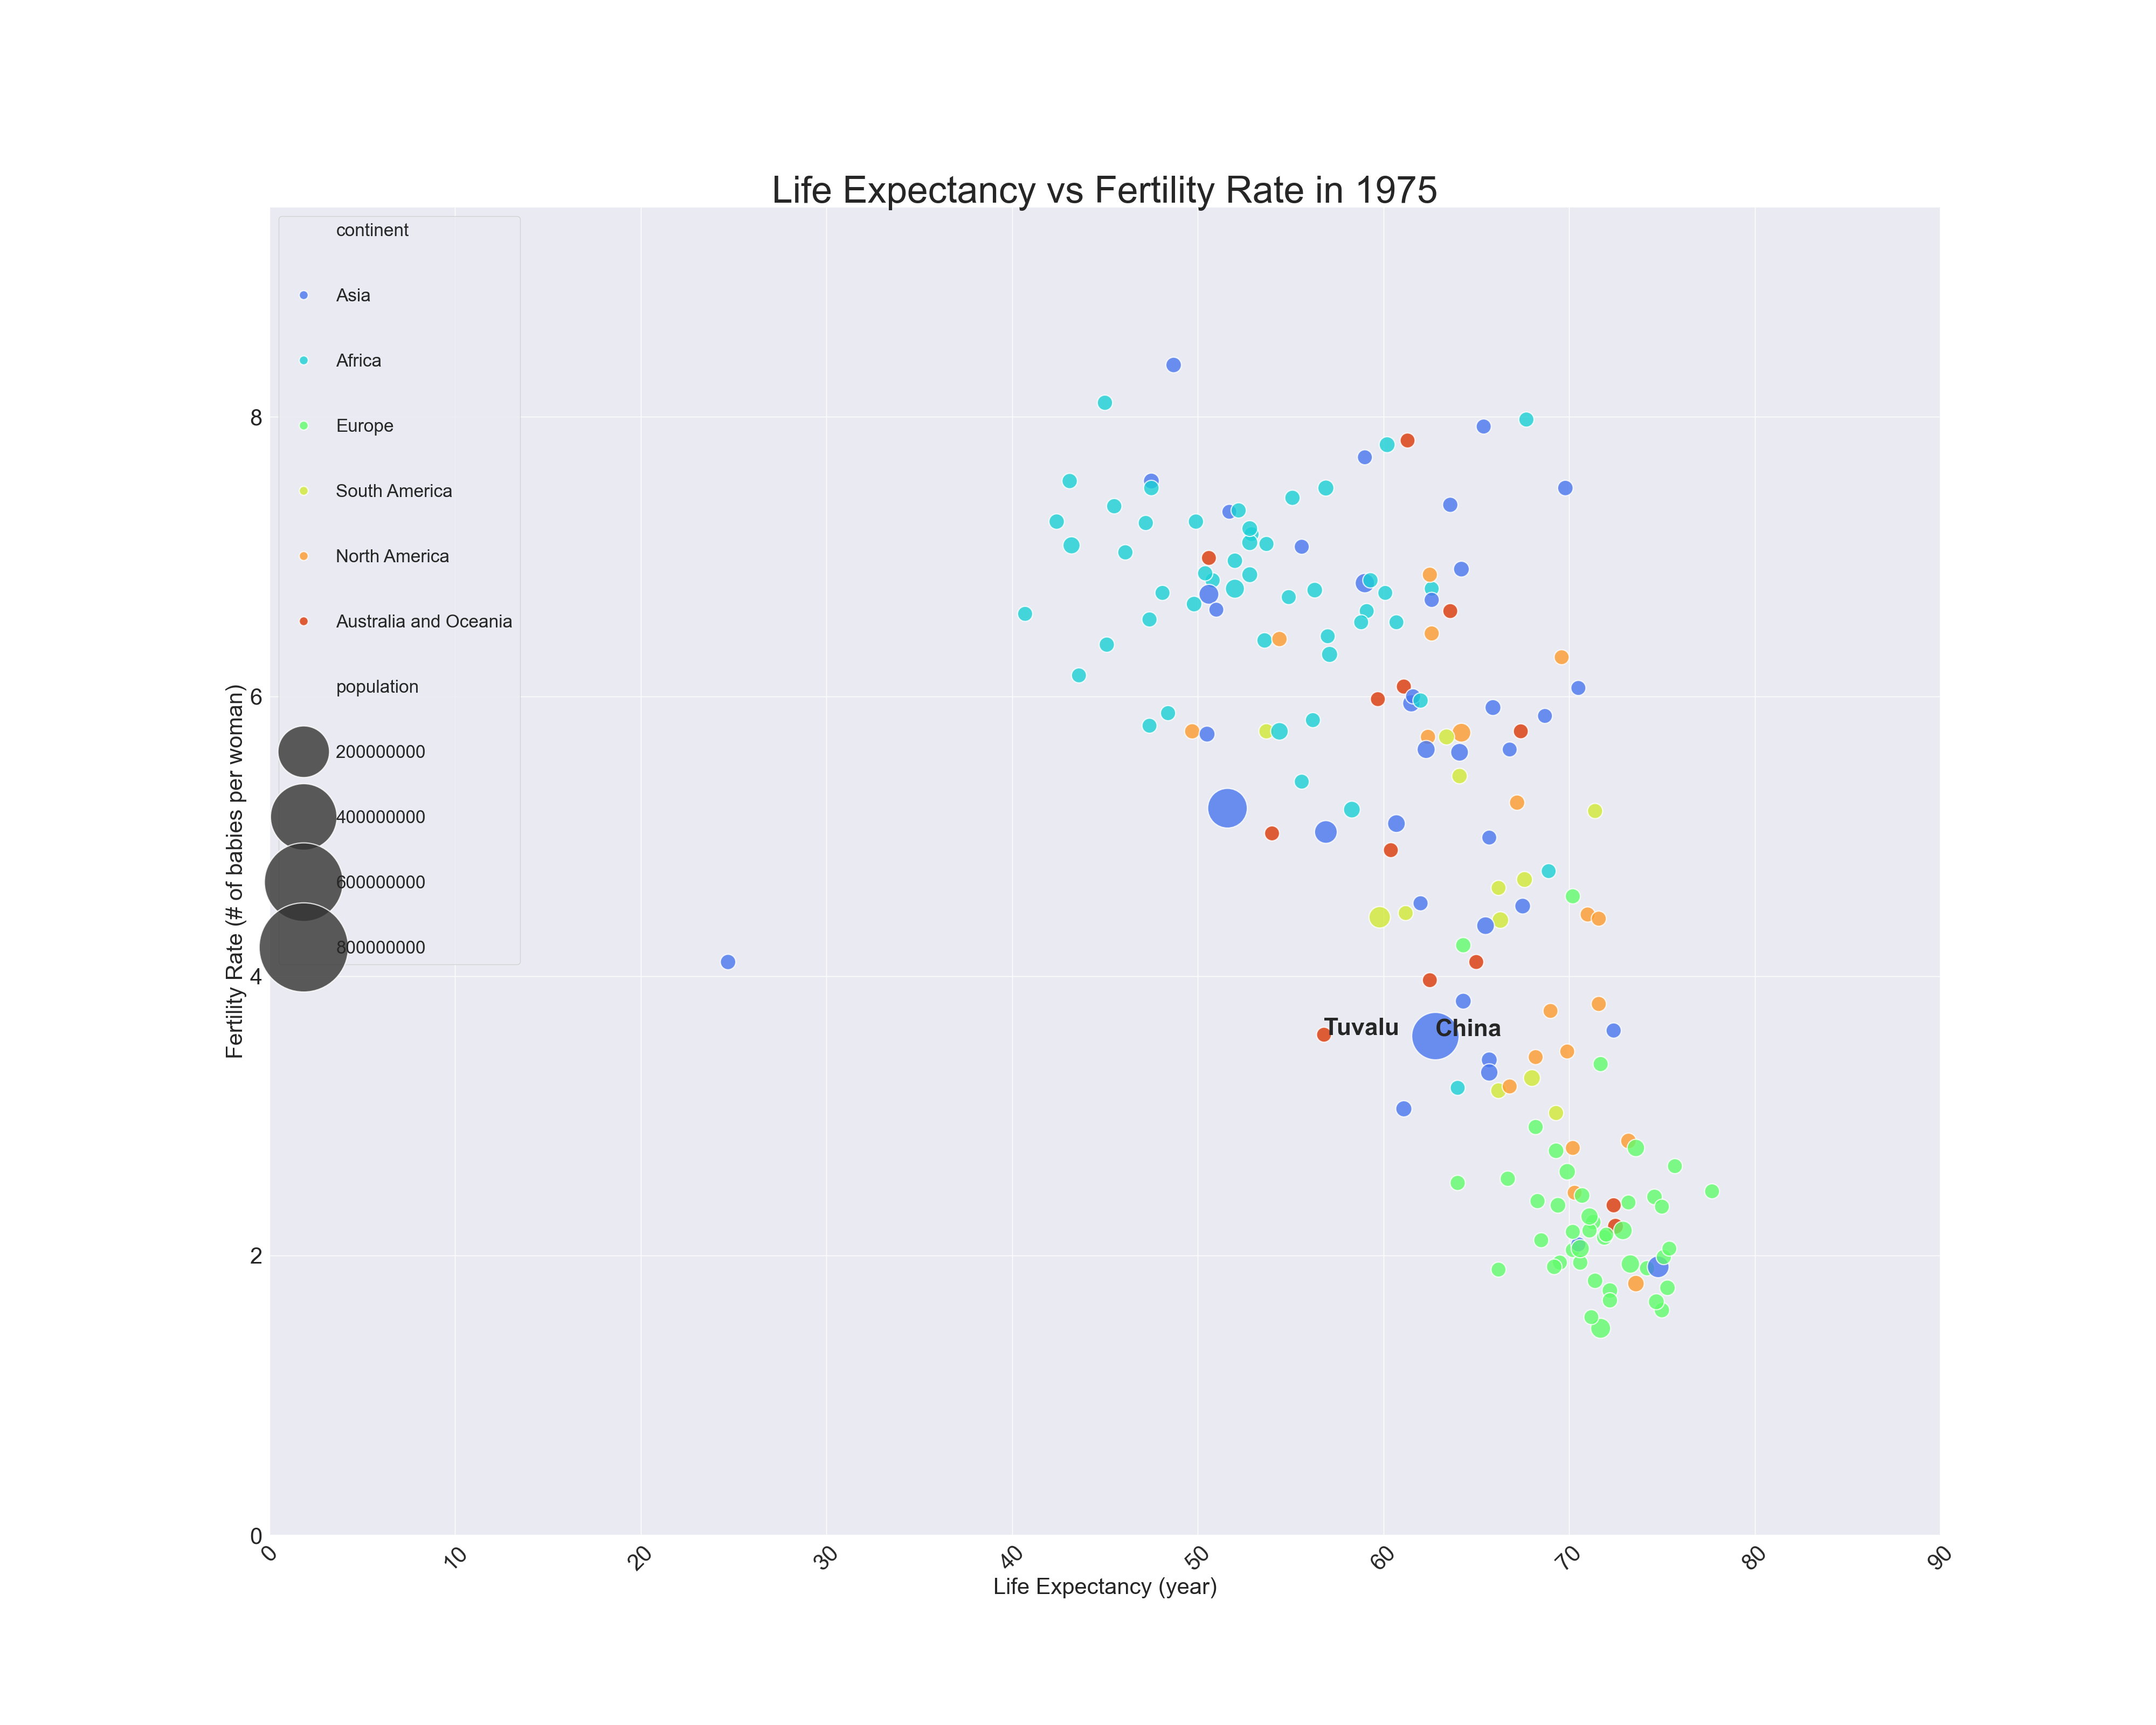 Life Expectancy vs Fertility Rate in 1975
continent
Asia
Africa
Europe
South America
North America
Australia and Oceania
population
200000000
400000000
600000000
800000000
Fertility Rate (# of babies per woman)
8
6
4
2
0
Tuvalu
China
0 10 20 30 40 50 60 70 80 90
Life Expectancy (year)